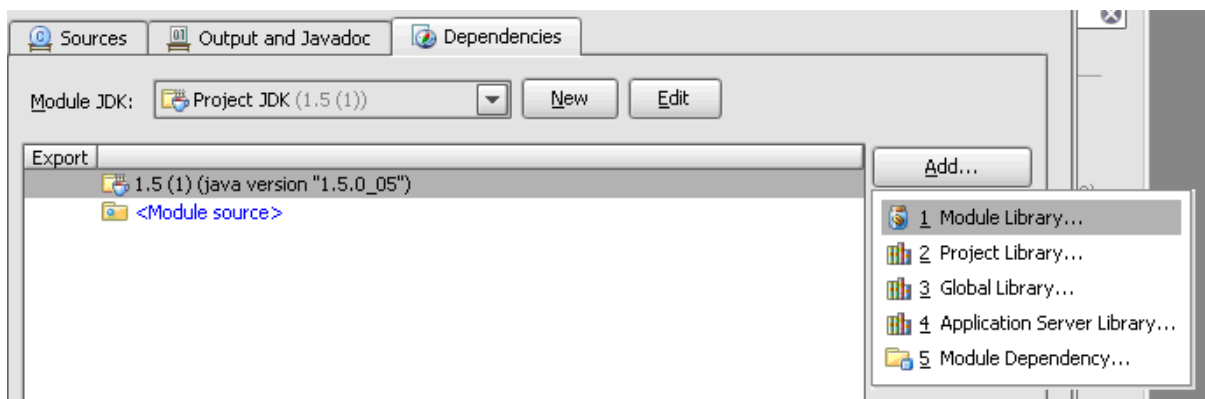 Sources Output and Javadoc Dependencies
Module JDK: Project JDK (1.5 (1)) New Edit
Export
Add...
1.5 (1) (java version "1.5.0_05")
<Module source>
1 Module Library...
2 Project Library...
3 Global Library...
4 Application Server Library...
5 Module Dependency...